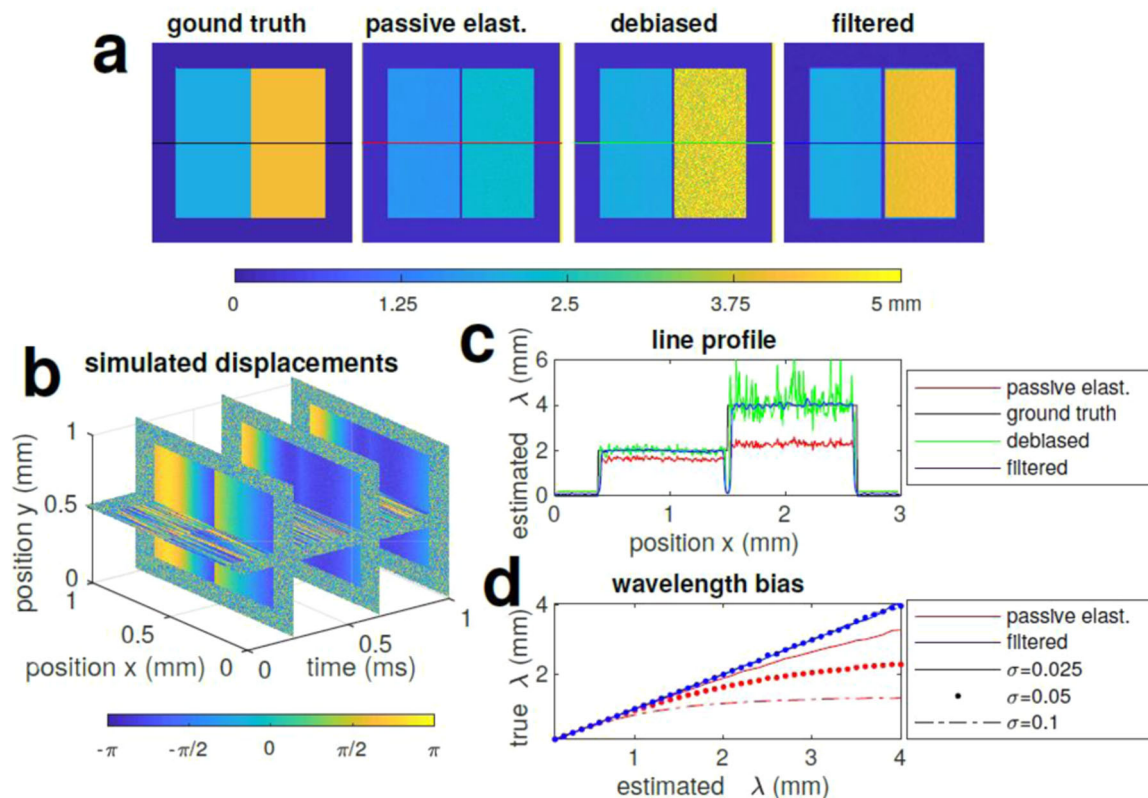 a
gound truth
passive elast.
debiased
filtered
0
1.25
2.5
3.75
5 mm
b
simulated displacements
position y (mm)
1
0.5
0
1
0.5
0
position x (mm)
0
0.5
1
time (ms)
-π
-π/2
0
π/2
π
c
line profile
estimated λ (mm)
6
4
2
0
0
1
2
3
position x (mm)
passive elast.
ground truth
debiased
filtered
d
wavelength bias
true λ (mm)
4
2
1
2
3
4
estimated λ (mm)
passive elast.
filtered
σ=0.025
σ=0.05
σ=0.1